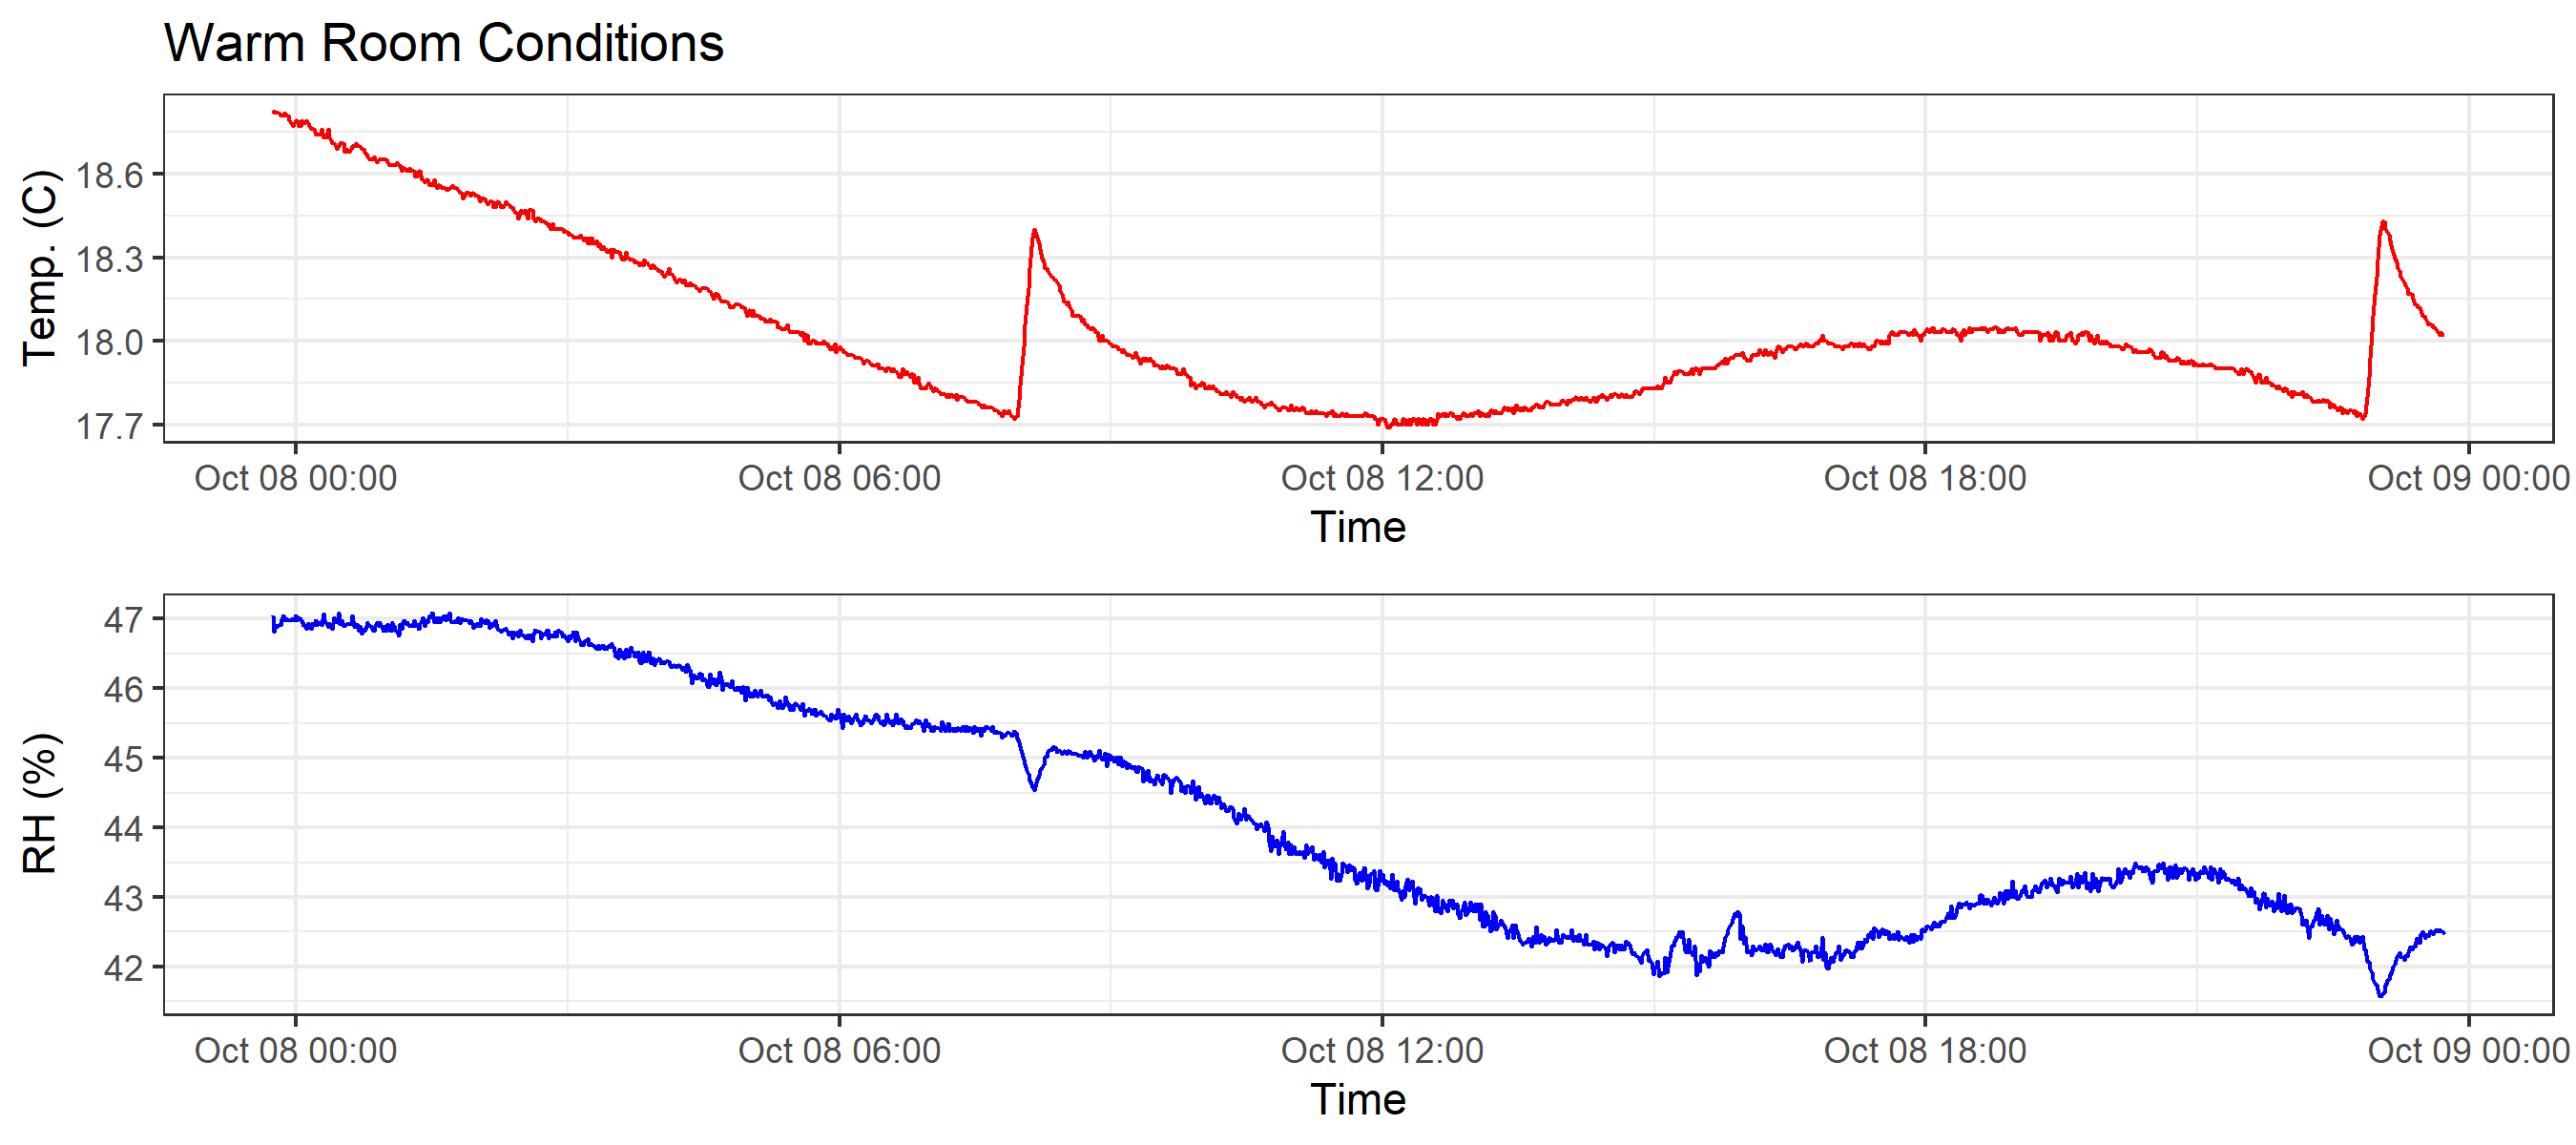 Warm Room Conditions
Temp. (C)
18.6
18.3
18.0
17.7
Oct 08 00:00 Oct 08 06:00 Oct 08 12:00 Oct 08 18:00 Oct 09 00:00
Time
RH (%)
47
46
45
44
43
42
Oct 08 00:00 Oct 08 06:00 Oct 08 12:00 Oct 08 18:00 Oct 09 00:00
Time